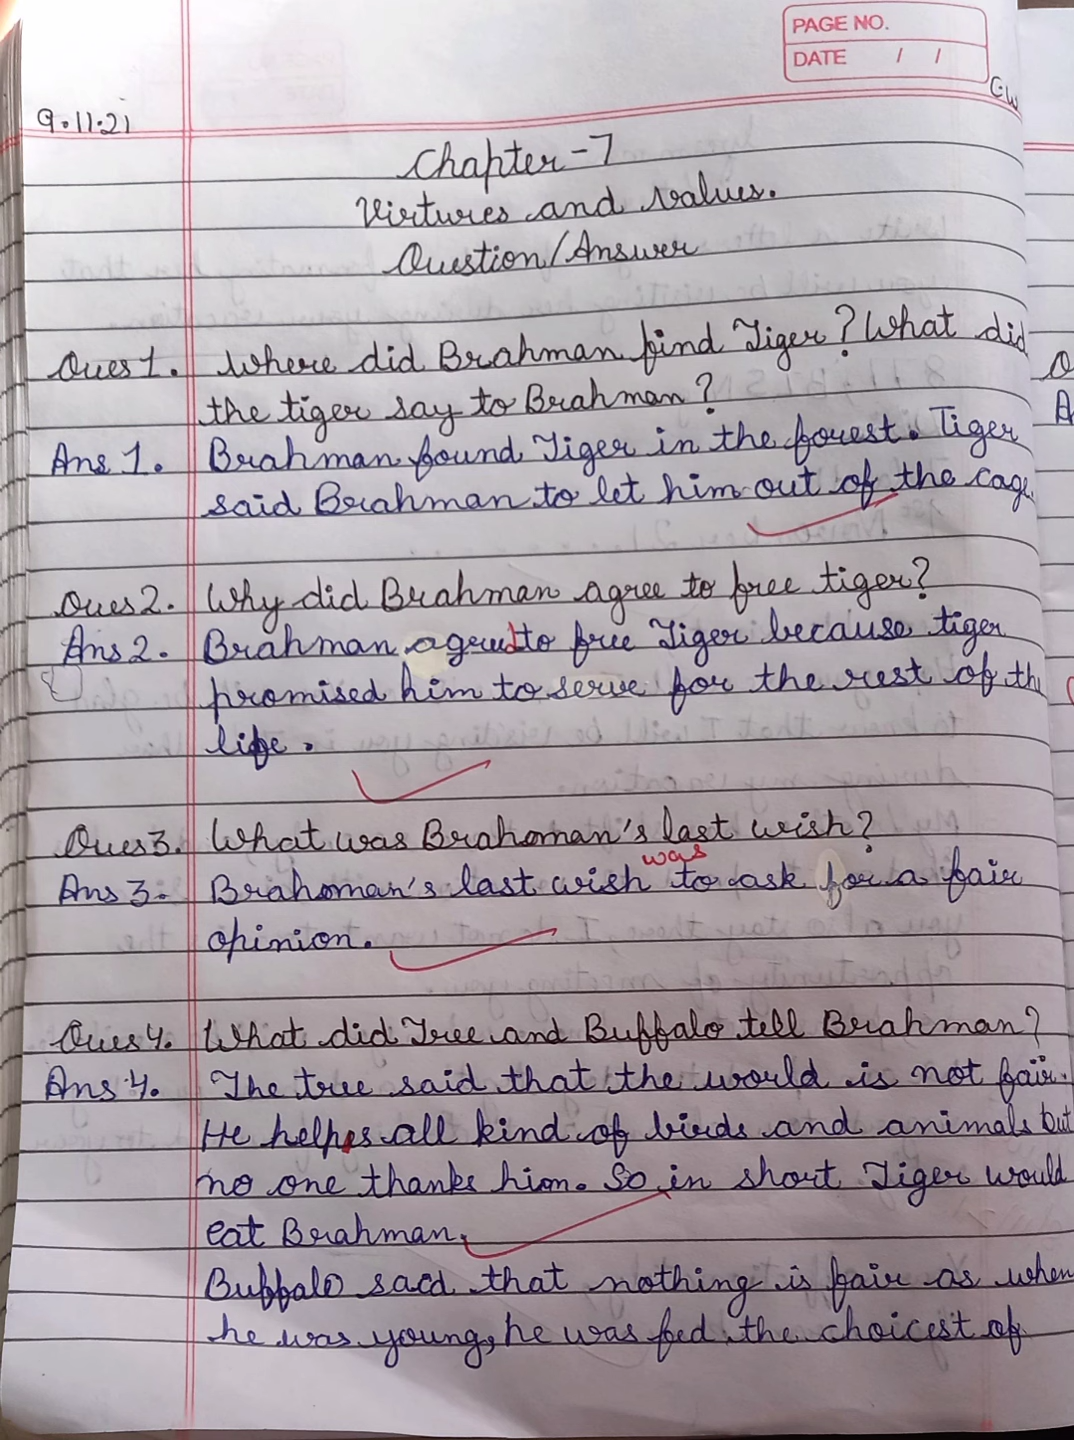 PAGE NO.
DATE / /
C.W
9.11.21
Chapter-7
Virtures and values.
Question/Answer
Ques 1. Where did Brahman find Tiger? What did
the tiger say to Brahman?
Ans 1. Brahman found Tiger in the forest. Tiger
said Brahman to let him out of the cage
Ques 2. Why did Brahman agree to free tiger?
Ans 2. Brahman agreed to free Tiger because tiger
promised him to serve for the rest of th
life.
Ques 3. What was Brahoman's last wish?
was
Ans 3. Brahoman's last wish to ask for a fair
opinion.
Ques 4. What did Tree and Buffalo tell Brahman?
Ans 4. The tree said that the world is not fair.
He helps all kind of birds and animals but
no one thanks him. So in short Tiger would
eat Brahman.
Buffalo said that nothing is fair as when
he was young, he was fed the choicest of